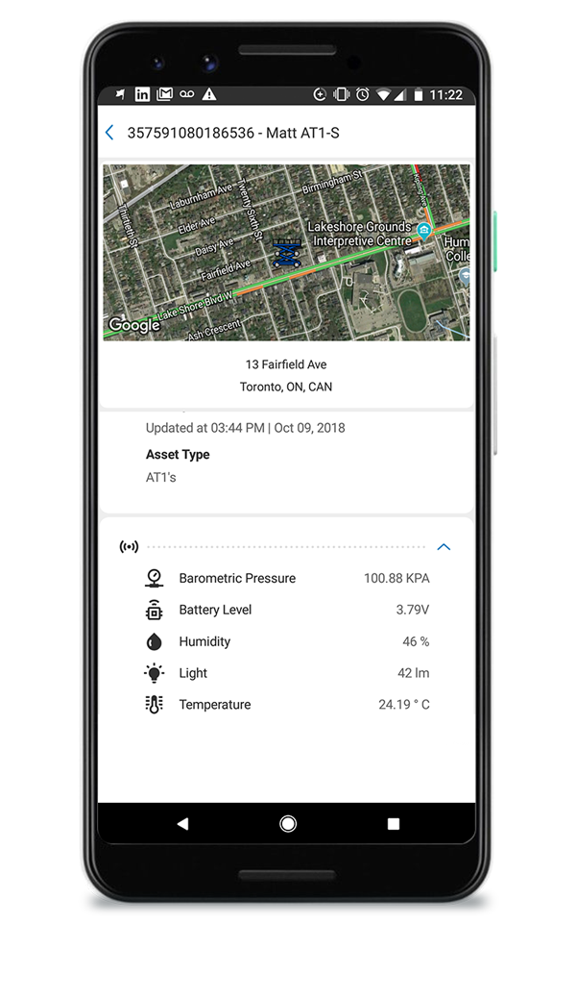 11:22
357591080186536 - Matt AT1-S
Laburnham Ave
Birmingham St
Kipling Ave
Thirtieth St
Twenty Sixth St
Elder Ave
Lakeshore Grounds
Interpretive Centre
Daisy Ave
Hum
Colle
Fairfield Ave
Lake Shore Blvd W
Google
Ash Crescent
13 Fairfield Ave
Toronto, ON, CAN
Updated at 03:44 PM | Oct 09, 2018
Asset Type
AT1's
Barometric Pressure 100.88 KPA
Battery Level 3.79V
Humidity 46 %
Light 42 lm
Temperature 24.19 ° C